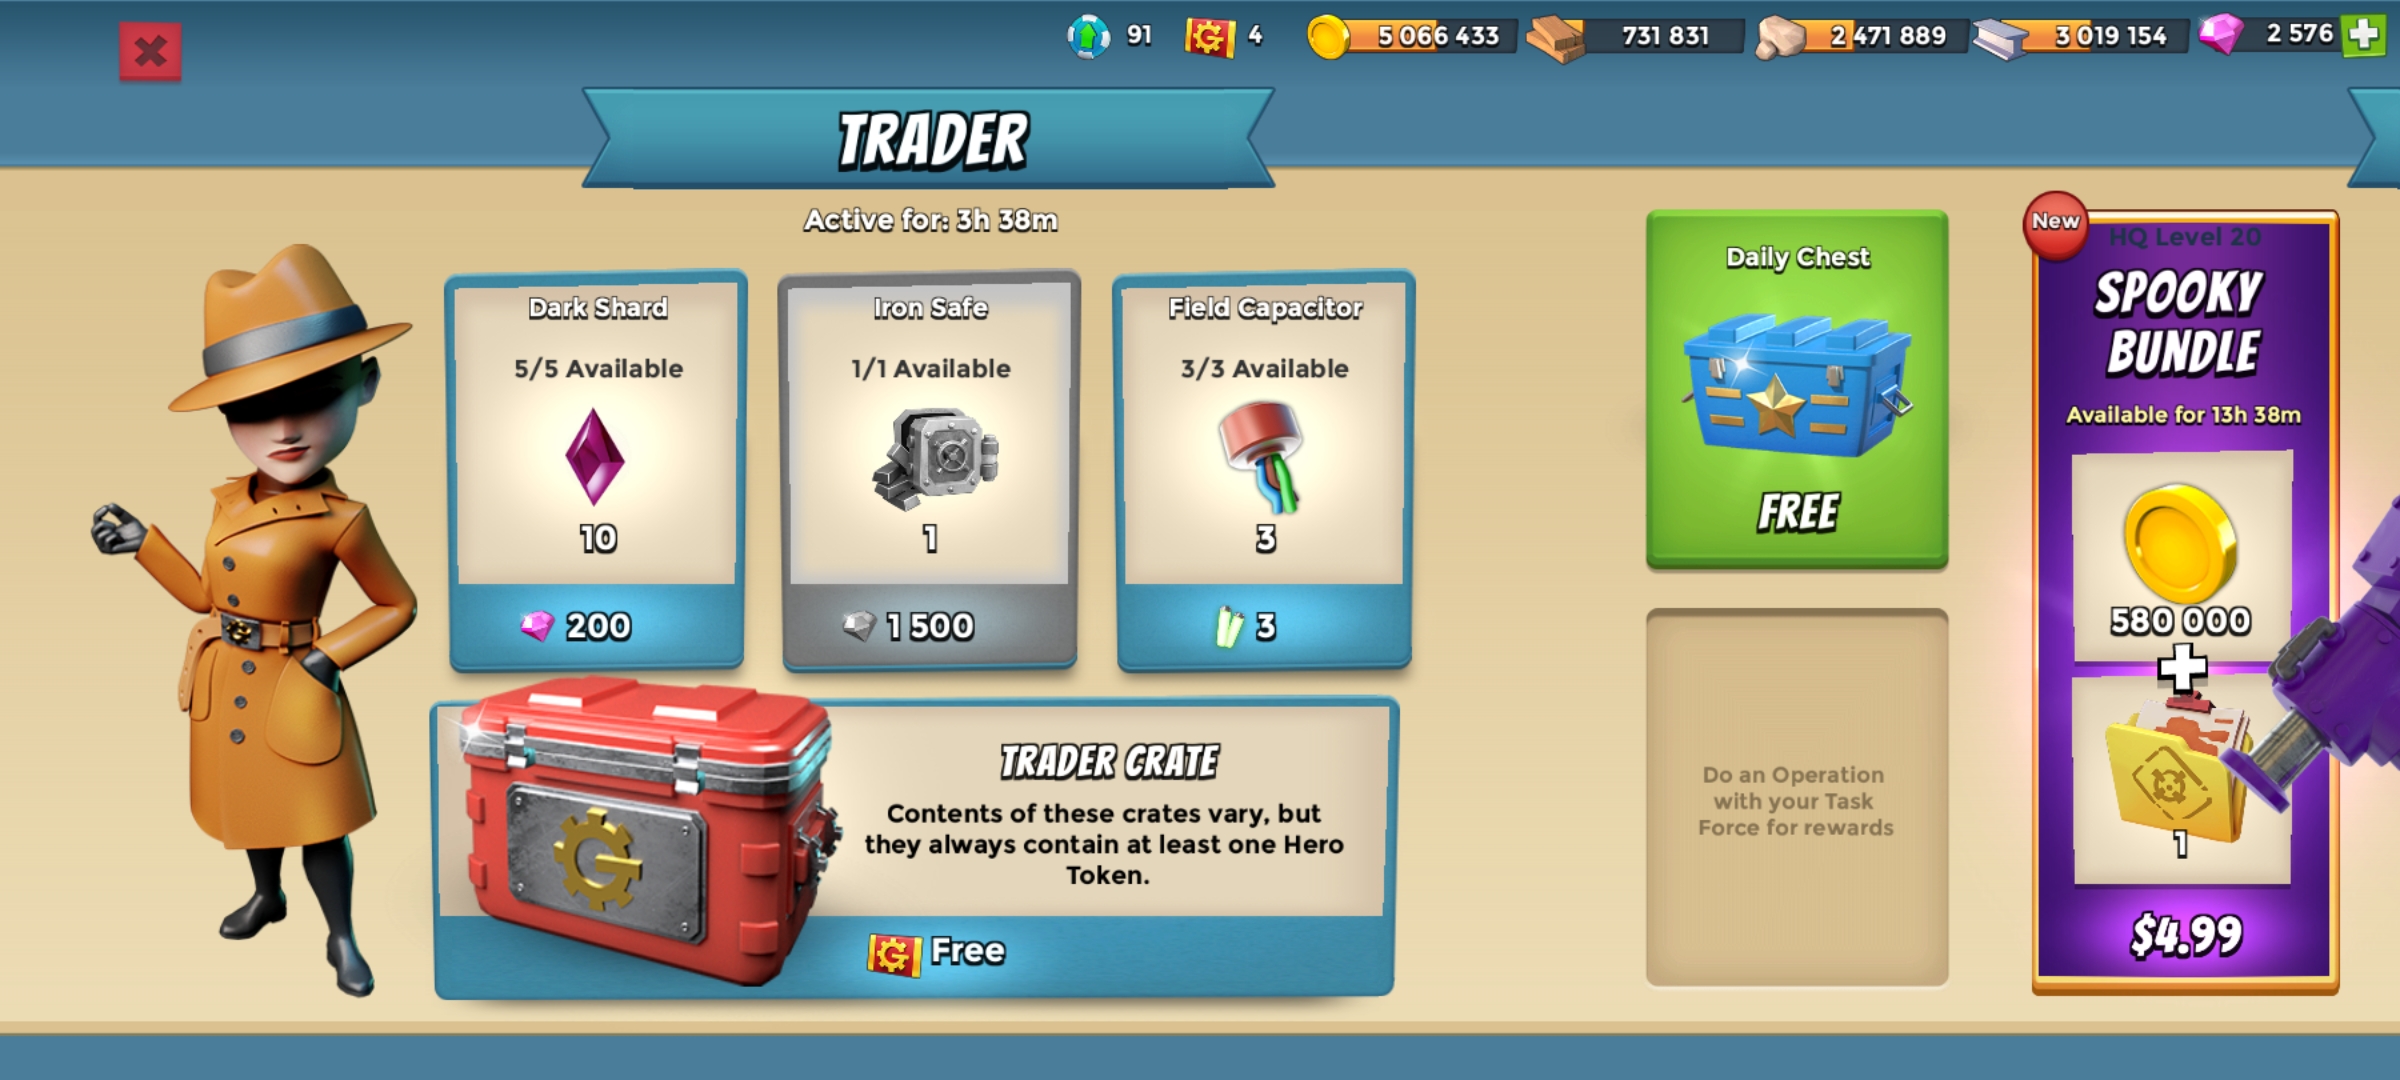 91
4
5 066 433
731 831
2 471 889
3 019 154
2 576
TRADER
Active for: 3h 38m
Dark Shard
5/5 Available
10
200
Iron Safe
1/1 Available
1
1 500
Field Capacitor
3/3 Available
3
3
TRADER CRATE
Contents of these crates vary, but
they always contain at least one Hero
Token.
Free
Daily Chest
FREE
Do an Operation
with your Task
Force for rewards
New
HQ Level 20
SPOOKY
BUNDLE
Available for 13h 38m
580 000
1
$4.99